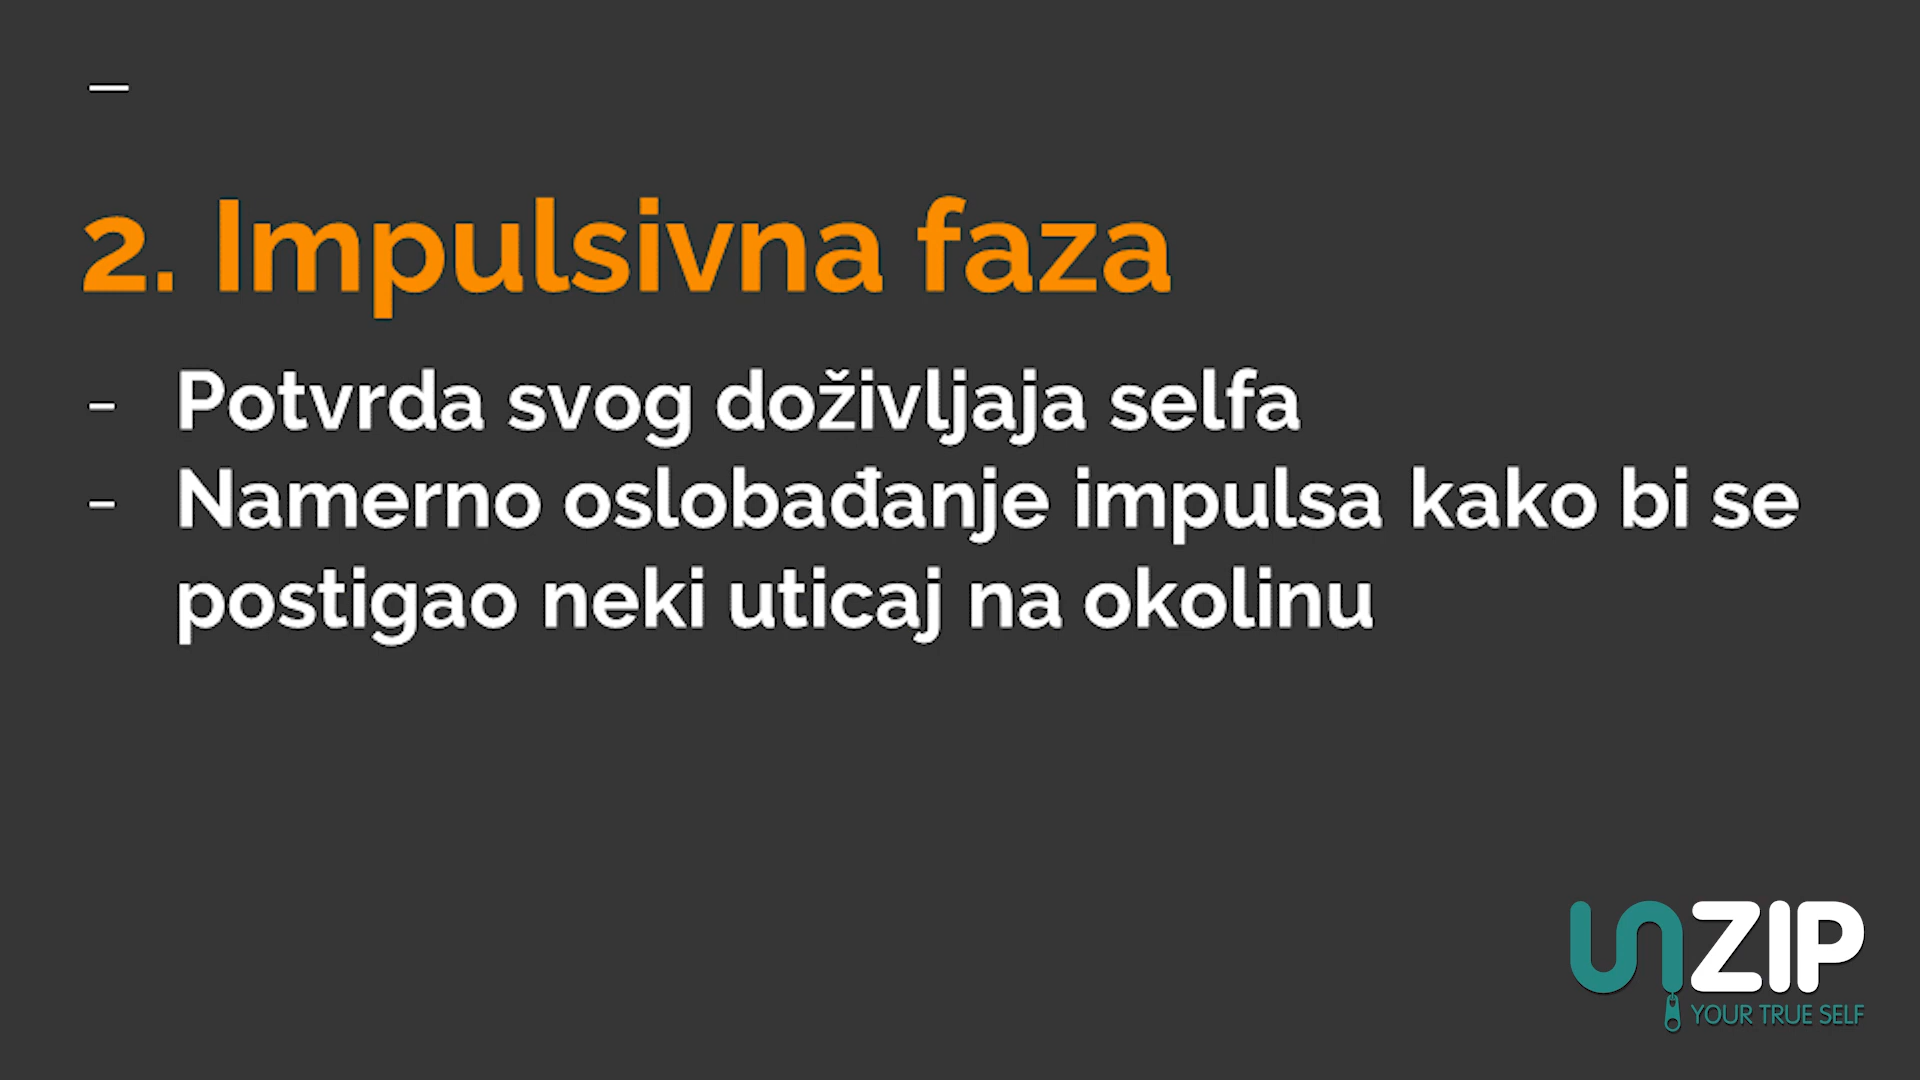 2. Impulsivna faza
- Potvrda svog doživljaja selfa
- Namerno oslobađanje impulsa kako bi se
postigao neki uticaj na okolinu
unZIP
YOUR TRUE SELF